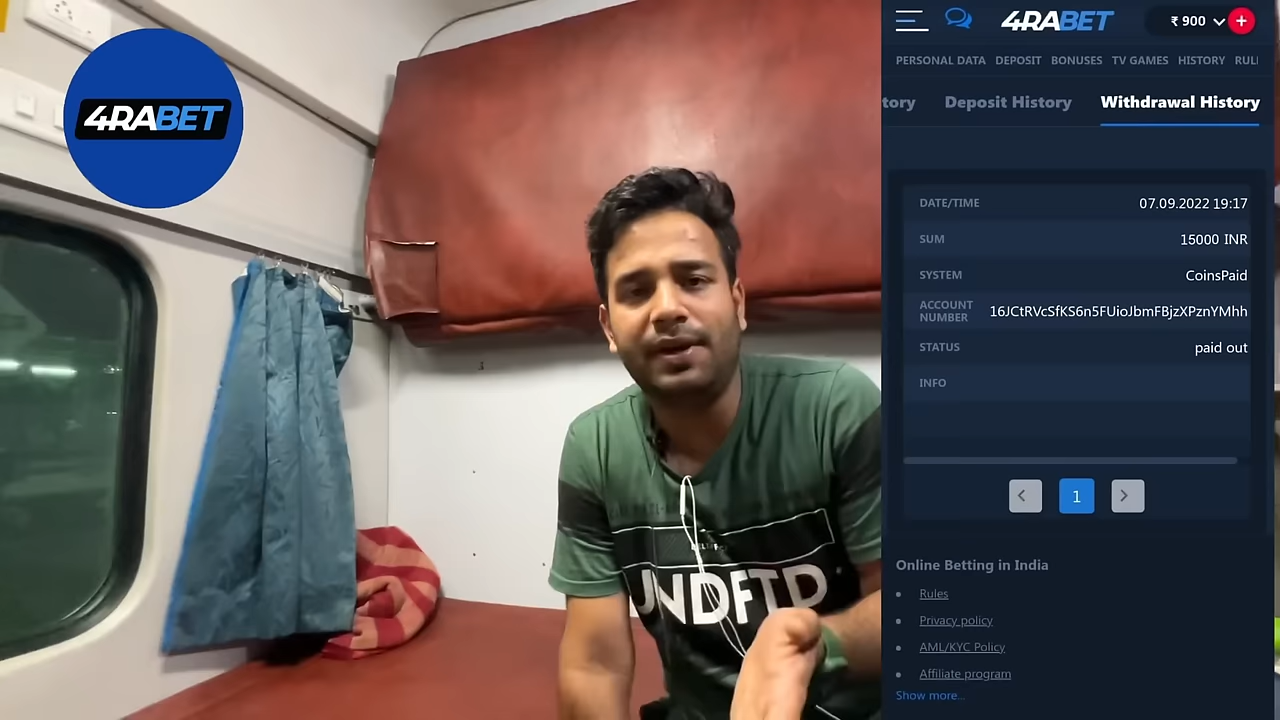 4RABET
4RABET
₹ 900
PERSONAL DATA DEPOSIT BONUSES TV GAMES HISTORY RUL
tory Deposit History Withdrawal History
DATE/TIME 07.09.2022 19:17
SUM 15000 INR
SYSTEM CoinsPaid
ACCOUNT NUMBER 16JCtRVcSfKS6n5FUioJbmFBjzXPznYMhh
STATUS paid out
INFO
1
Online Betting in India
Rules
Privacy policy
AML/KYC Policy
Affiliate program
Show more...
UNDFTD